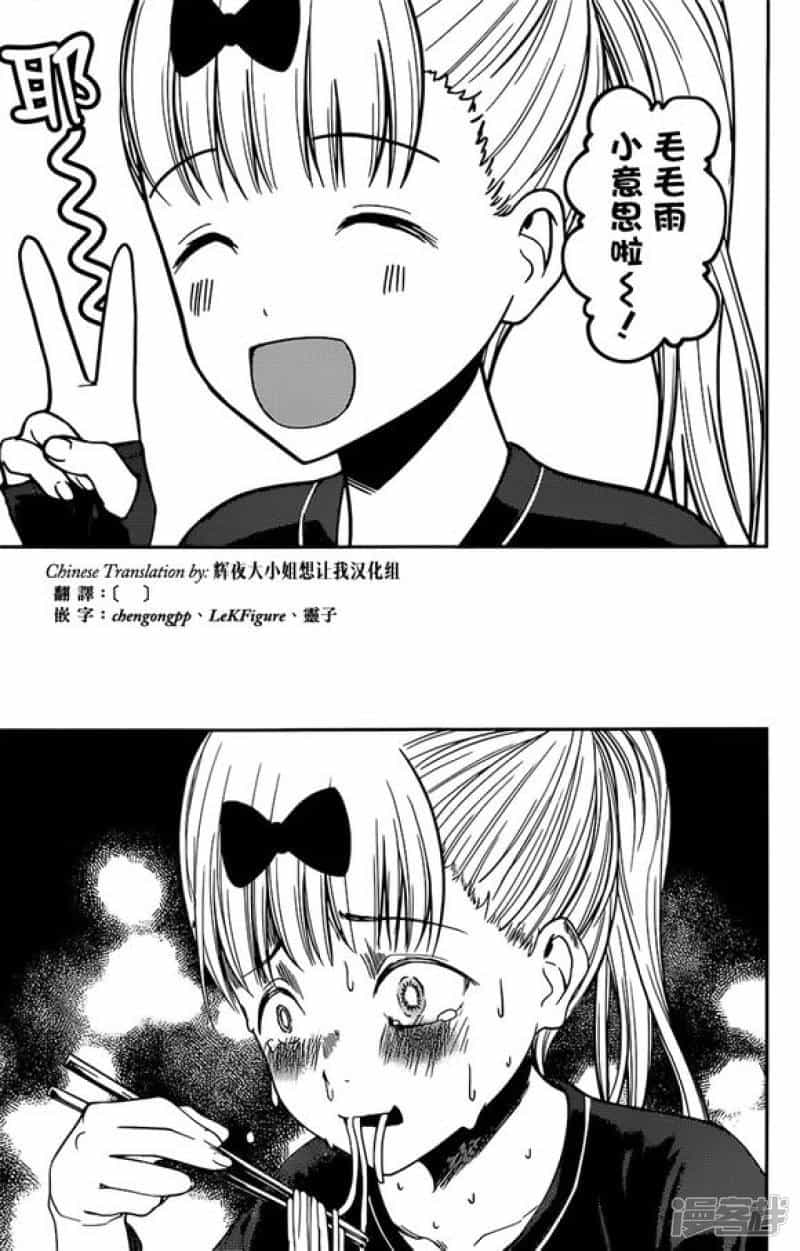 毛毛雨
小意思啦～！
耶～
Chinese Translation by: 辉夜大小姐想让我汉化组
翻 譯：〔 〕
嵌 字：chengongpp、LeKFigure、靈子
漫客栈